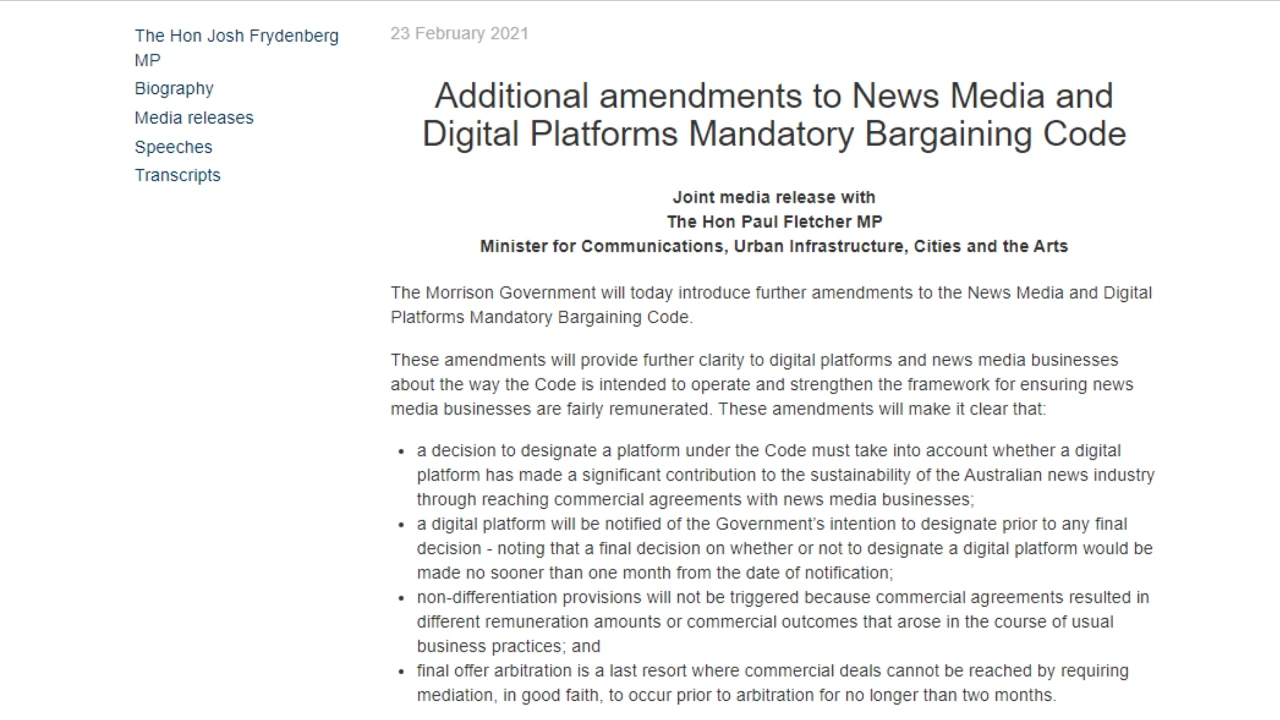 The Hon Josh Frydenberg
MP
Biography
Media releases
Speeches
Transcripts
23 February 2021
Additional amendments to News Media and
Digital Platforms Mandatory Bargaining Code
Joint media release with
The Hon Paul Fletcher MP
Minister for Communications, Urban Infrastructure, Cities and the Arts
The Morrison Government will today introduce further amendments to the News Media and Digital
Platforms Mandatory Bargaining Code.
These amendments will provide further clarity to digital platforms and news media businesses
about the way the Code is intended to operate and strengthen the framework for ensuring news
media businesses are fairly remunerated. These amendments will make it clear that:
• a decision to designate a platform under the Code must take into account whether a digital
platform has made a significant contribution to the sustainability of the Australian news industry
through reaching commercial agreements with news media businesses;
• a digital platform will be notified of the Government’s intention to designate prior to any final
decision - noting that a final decision on whether or not to designate a digital platform would be
made no sooner than one month from the date of notification;
• non-differentiation provisions will not be triggered because commercial agreements resulted in
different remuneration amounts or commercial outcomes that arose in the course of usual
business practices; and
• final offer arbitration is a last resort where commercial deals cannot be reached by requiring
mediation, in good faith, to occur prior to arbitration for no longer than two months.